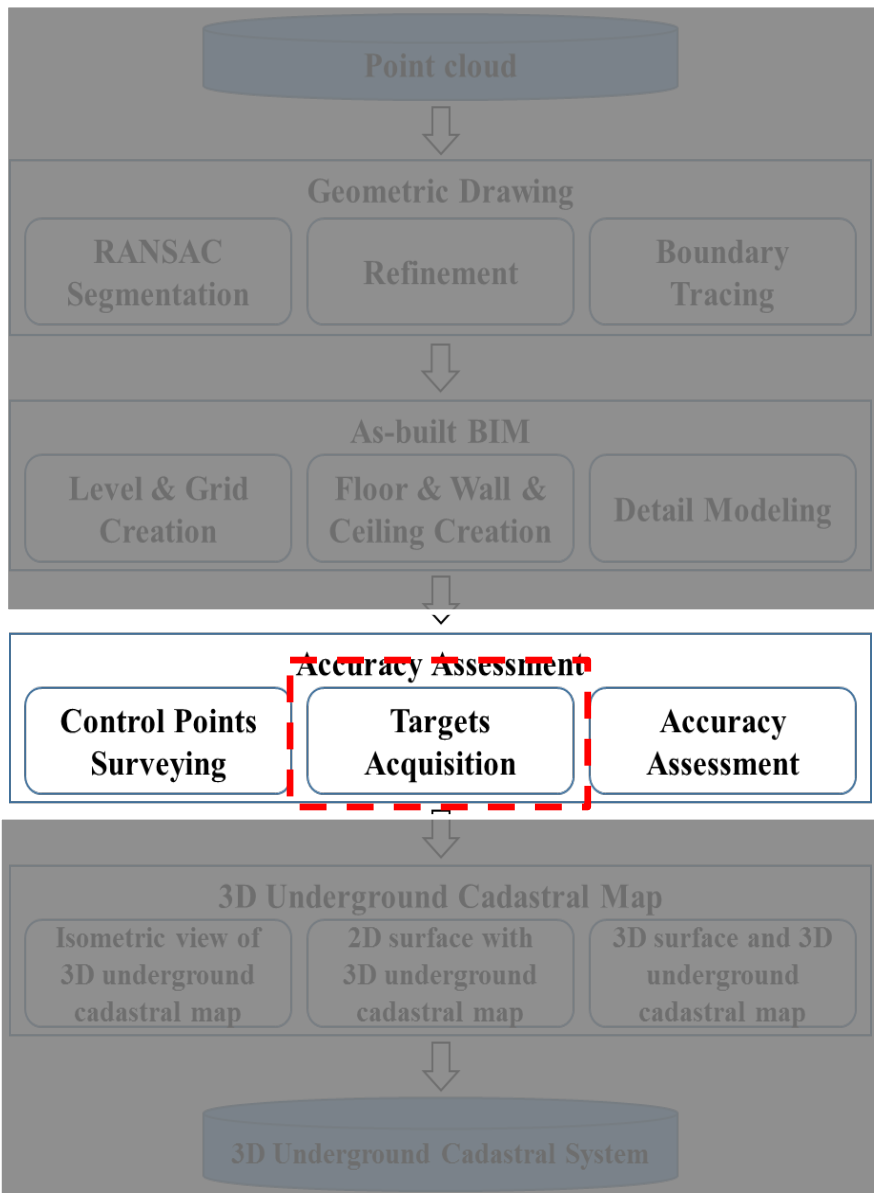 Point cloud
Geometric Drawing
RANSAC
Segmentation
Refinement
Boundary
Tracing
As-built BIM
Level & Grid
Creation
Floor & Wall &
Ceiling Creation
Detail Modeling
Accuracy Assessment
Control Points
Surveying
Targets
Acquisition
Accuracy
Assessment
3D Underground Cadastral Map
Isometric view of
3D underground
cadastral map
2D surface with
3D underground
cadastral map
3D surface and 3D
underground
cadastral map
3D Underground Cadastral System